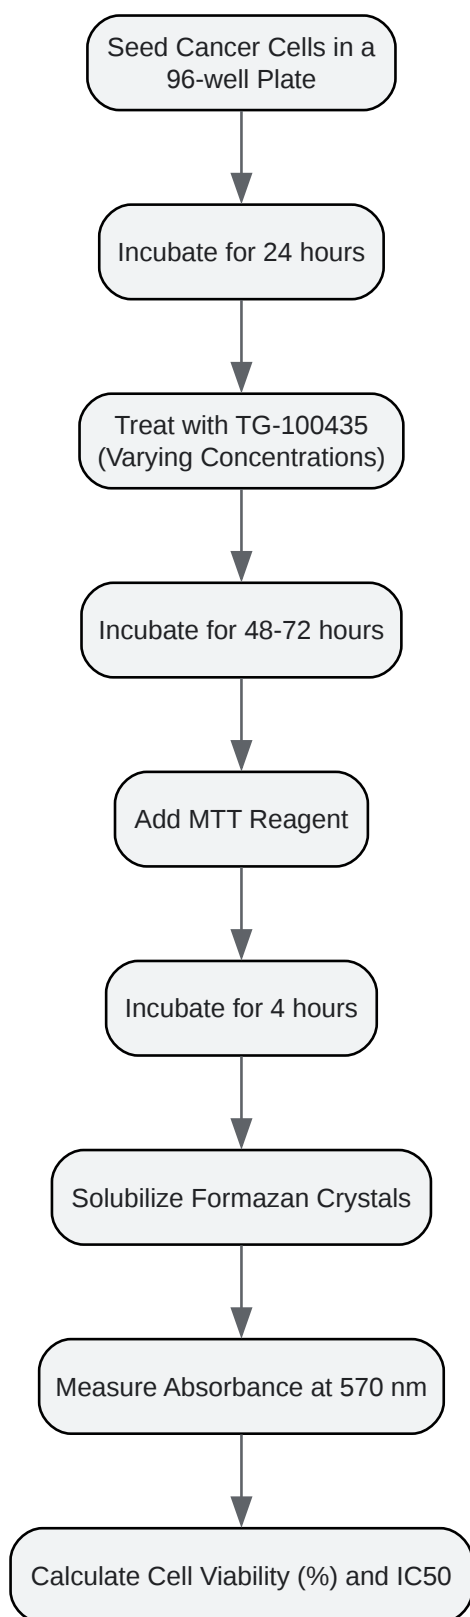 Seed Cancer Cells in a
96-well Plate
Incubate for 24 hours
Treat with TG-100435
(Varying Concentrations)
Incubate for 48-72 hours
Add MTT Reagent
Incubate for 4 hours
Solubilize Formazan Crystals
Measure Absorbance at 570 nm
Calculate Cell Viability (%) and IC50